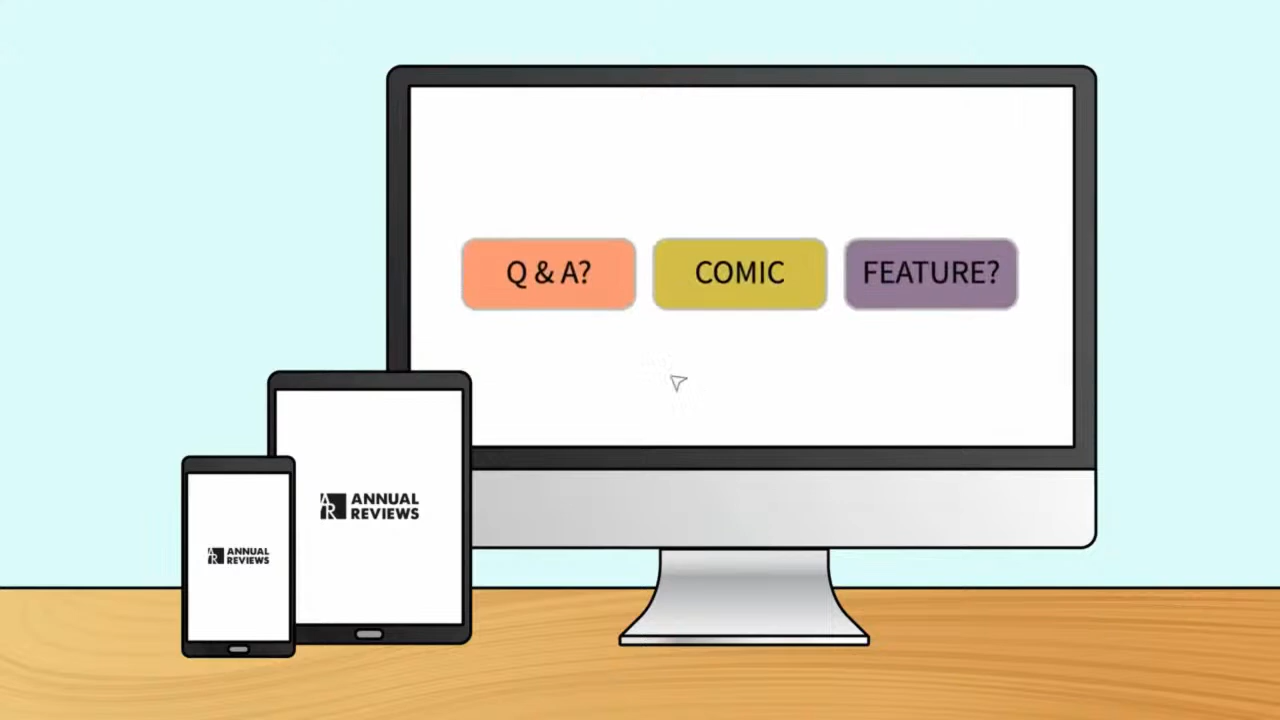 Q & A?
COMIC
FEATURE?
ANNUAL
REVIEWS
ANNUAL
REVIEWS